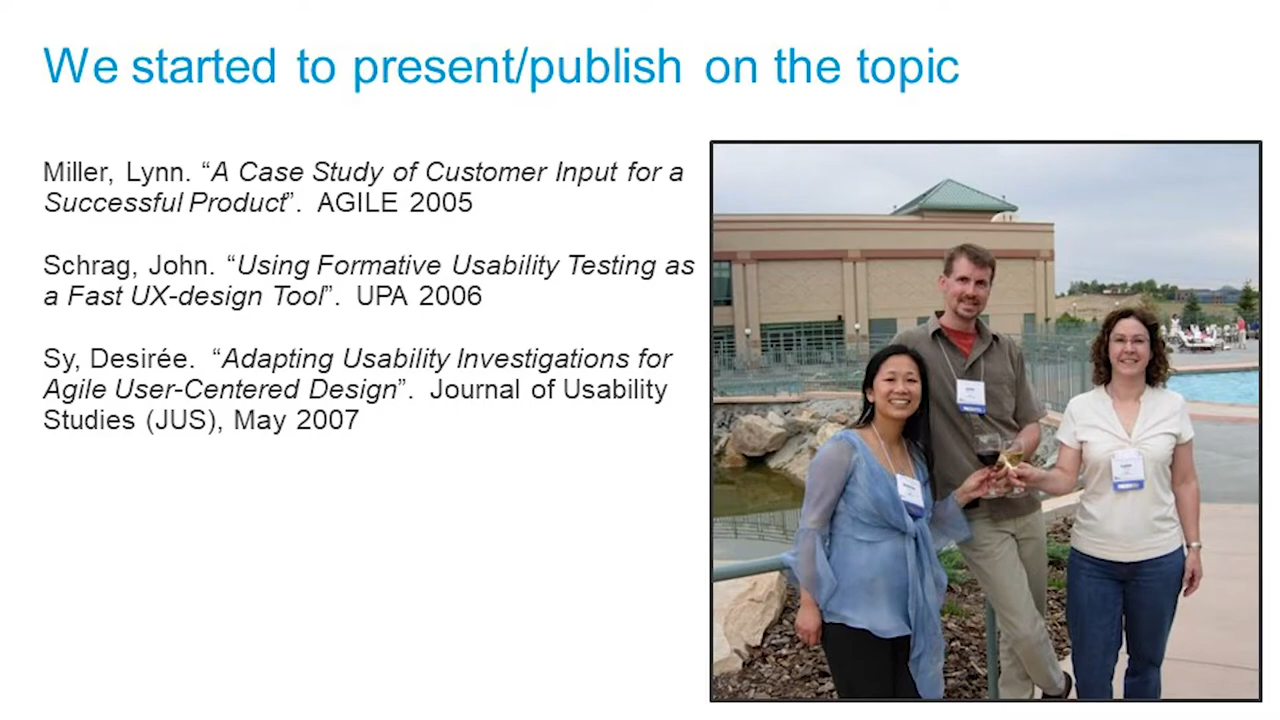 We started to present/publish on the topic
Miller, Lynn. “A Case Study of Customer Input for a
Successful Product”. AGILE 2005
Schrag, John. “Using Formative Usability Testing as
a Fast UX-design Tool”. UPA 2006
Sy, Desirée. “Adapting Usability Investigations for
Agile User-Centered Design”. Journal of Usability
Studies (JUS), May 2007